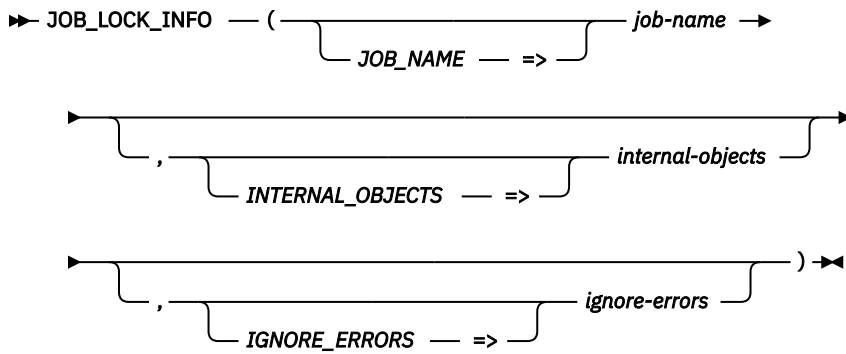 JOB_LOCK_INFO ( job-name
JOB_NAME =>
, internal-objects
INTERNAL_OBJECTS =>
)
, ignore-errors
IGNORE_ERRORS =>